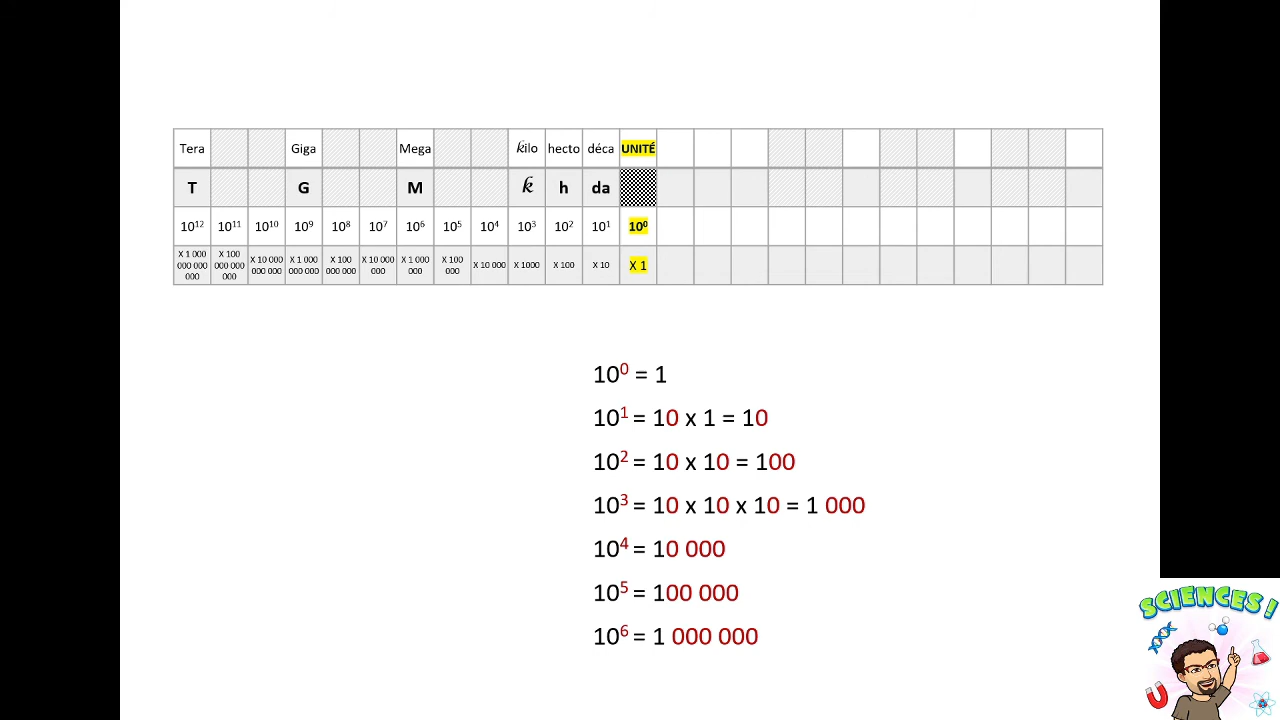 Tera Giga Mega kilo hecto déca UNITÉ
T G M k h da
10¹² 10¹¹ 10¹⁰ 10⁹ 10⁸ 10⁷ 10⁶ 10⁵ 10⁴ 10³ 10² 10¹ 10⁰
X 1 000 000 000 000 X 100 000 000 000 X 10 000 000 000 X 1 000 000 000 X 100 000 000 X 10 000 000 X 1 000 000 X 100 000 X 10 000 X 1000 X 100 X 10 X 1
10⁰ = 1
10¹ = 10 x 1 = 10
10² = 10 x 10 = 100
10³ = 10 x 10 x 10 = 1 000
10⁴ = 10 000
10⁵ = 100 000
10⁶ = 1 000 000
SCIENCES !